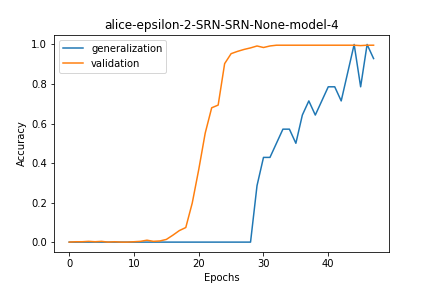 alice-epsilon-2-SRN-SRN-None-model-4
generalization
validation
Accuracy
1.0
0.8
0.6
0.4
0.2
0.0
0 10 20 30 40
Epochs